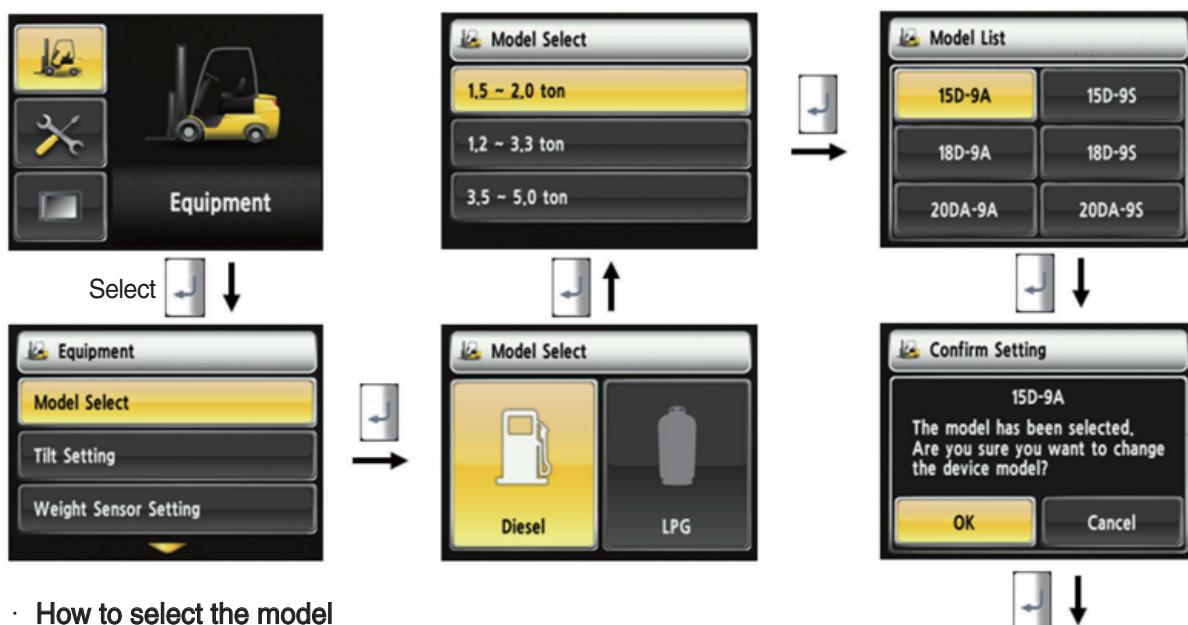 Equipment
Select
Equipment
Model Select
Tilt Setting
Weight Sensor Setting
Model Select
Diesel
LPG
Model Select
1.5 ~ 2.0 ton
1.2 ~ 3.3 ton
3.5 ~ 5.0 ton
Model List
15D-9A
15D-9S
18D-9A
18D-9S
20DA-9A
20DA-9S
Confirm Setting
15D-9A
The model has been selected.
Are you sure you want to change
the device model?
OK
Cancel
· How to select the model